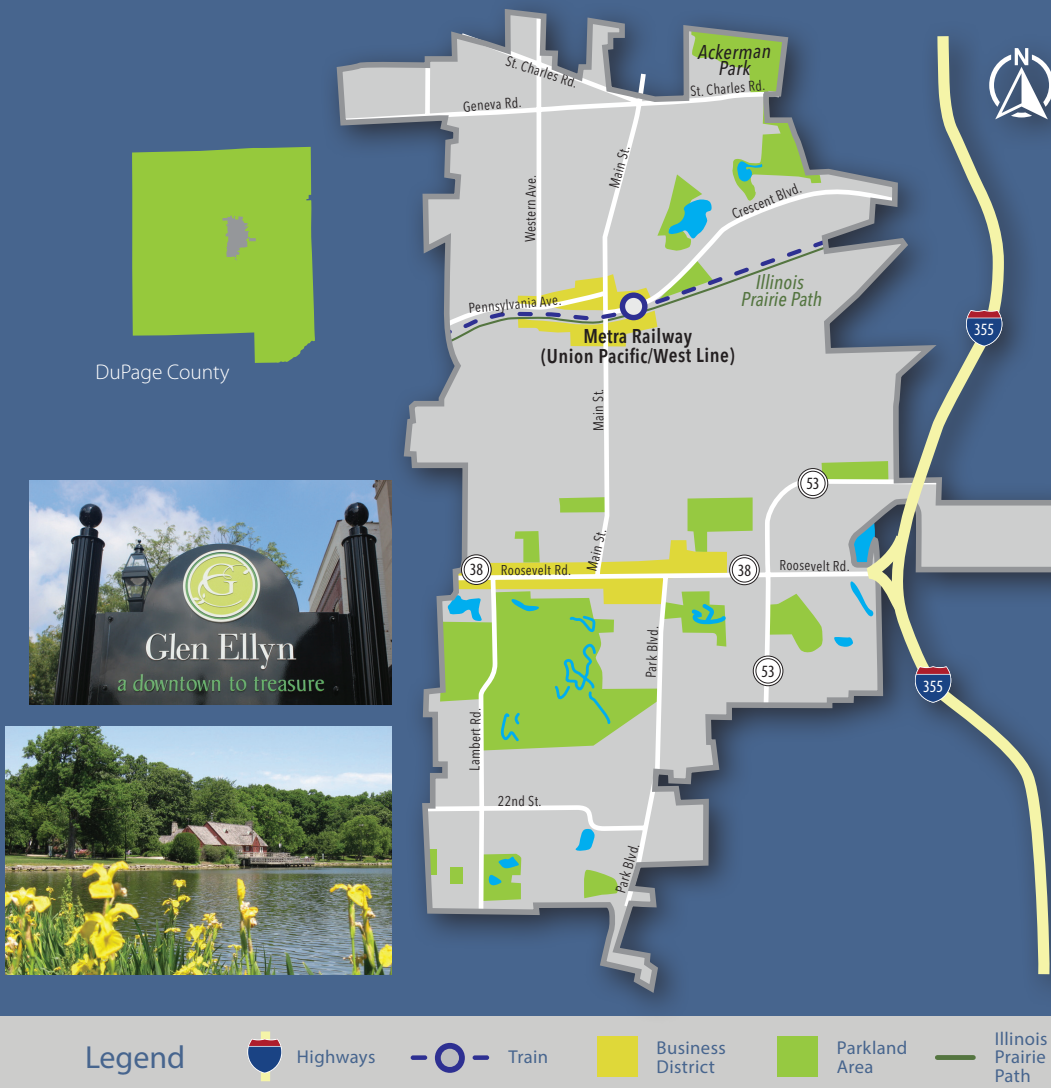 Ackerman
Park
St. Charles Rd.
St. Charles Rd.
Geneva Rd.
N
Main St.
Western Ave.
Crescent Blvd.
Illinois
Prairie Path
Pennsylvania Ave.
Metra Railway
(Union Pacific/West Line)
355
DuPage County
Main St.
53
Main St.
38
Roosevelt Rd.
38
Roosevelt Rd.
G
Glen Ellyn
a downtown to treasure
Park Blvd.
53
355
Lambert Rd.
22nd St.
Park Blvd.
Legend
Highways
Train
Business
District
Parkland
Area
Illinois
Prairie
Path